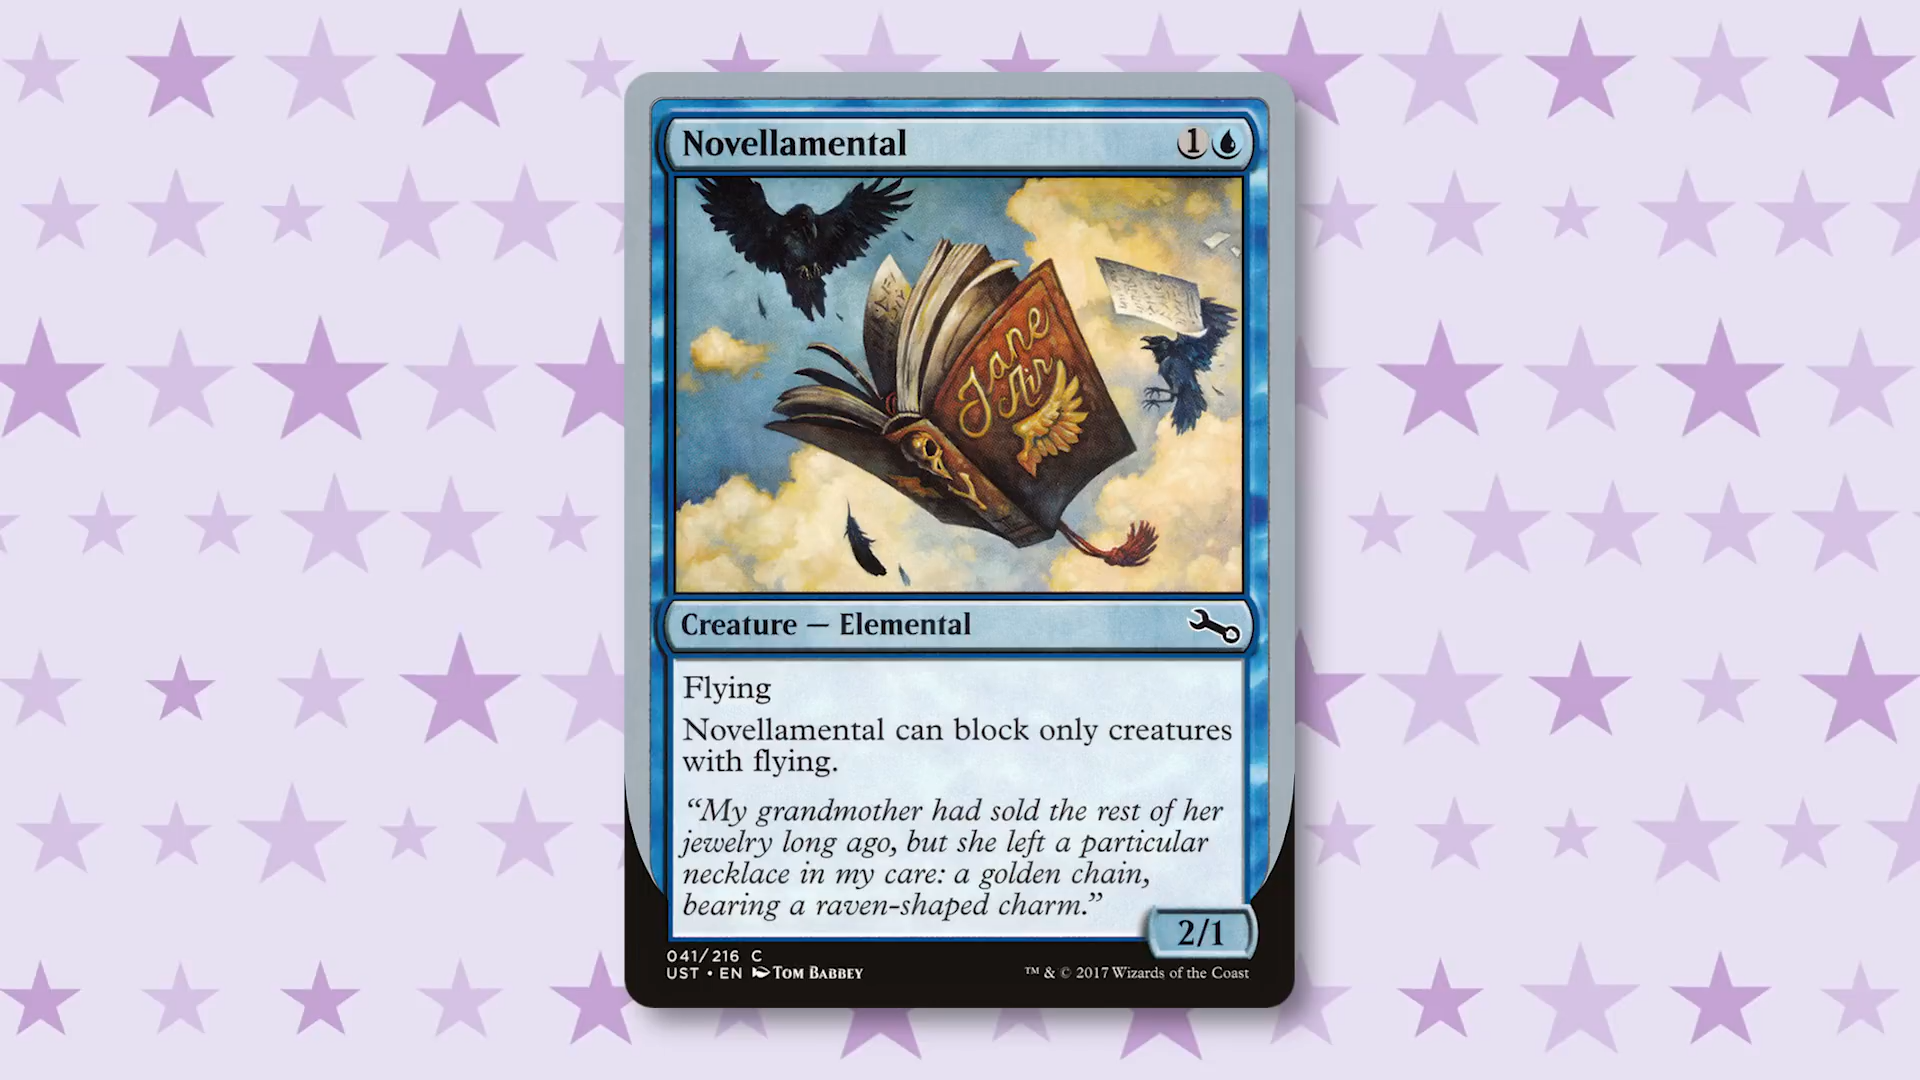 Novellamental
1
Jane
Air
Creature — Elemental
Flying
Novellamental can block only creatures
with flying.
“My grandmother had sold the rest of her
jewelry long ago, but she left a particular
necklace in my care: a golden chain,
bearing a raven-shaped charm.”
2/1
041/216 C
UST • EN Tom Babbey
™ & © 2017 Wizards of the Coast